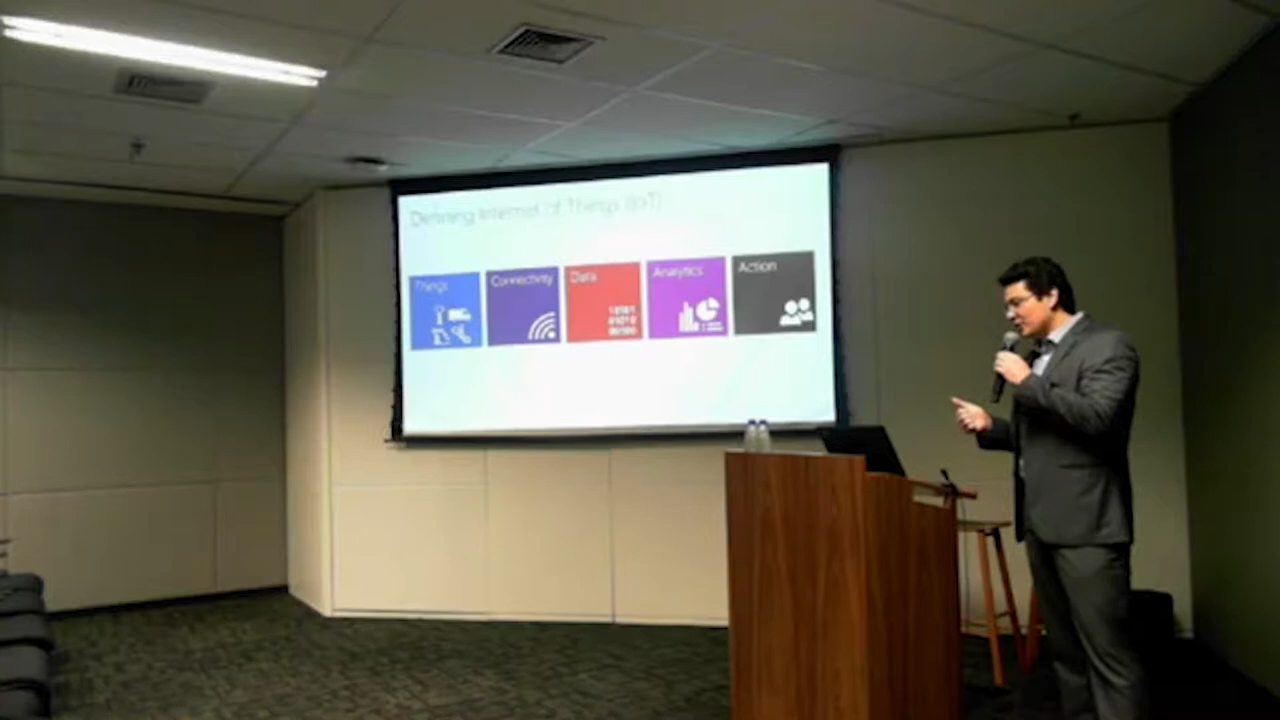 Defining Internet of Things (IoT)
Things
Connectivity
Data
Analytics
Action